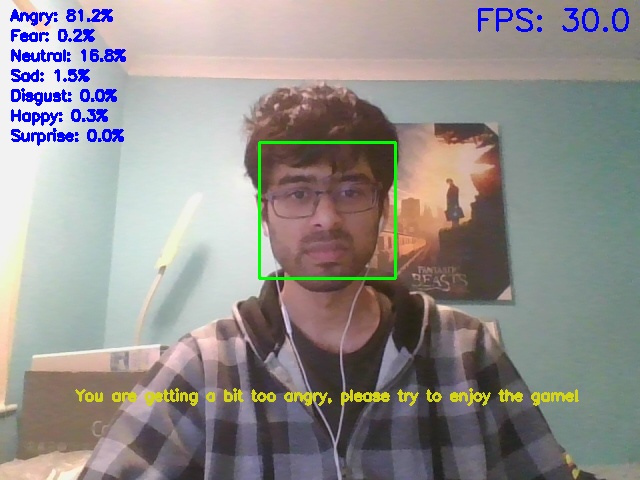 Angry: 81.2%
Fear: 0.2%
Neutral: 16.8%
Sad: 1.5%
Disgust: 0.0%
Happy: 0.3%
Surprise: 0.0%
FPS: 30.0
FANTASTIC
BEASTS
You are getting a bit too angry, please try to enjoy the game!